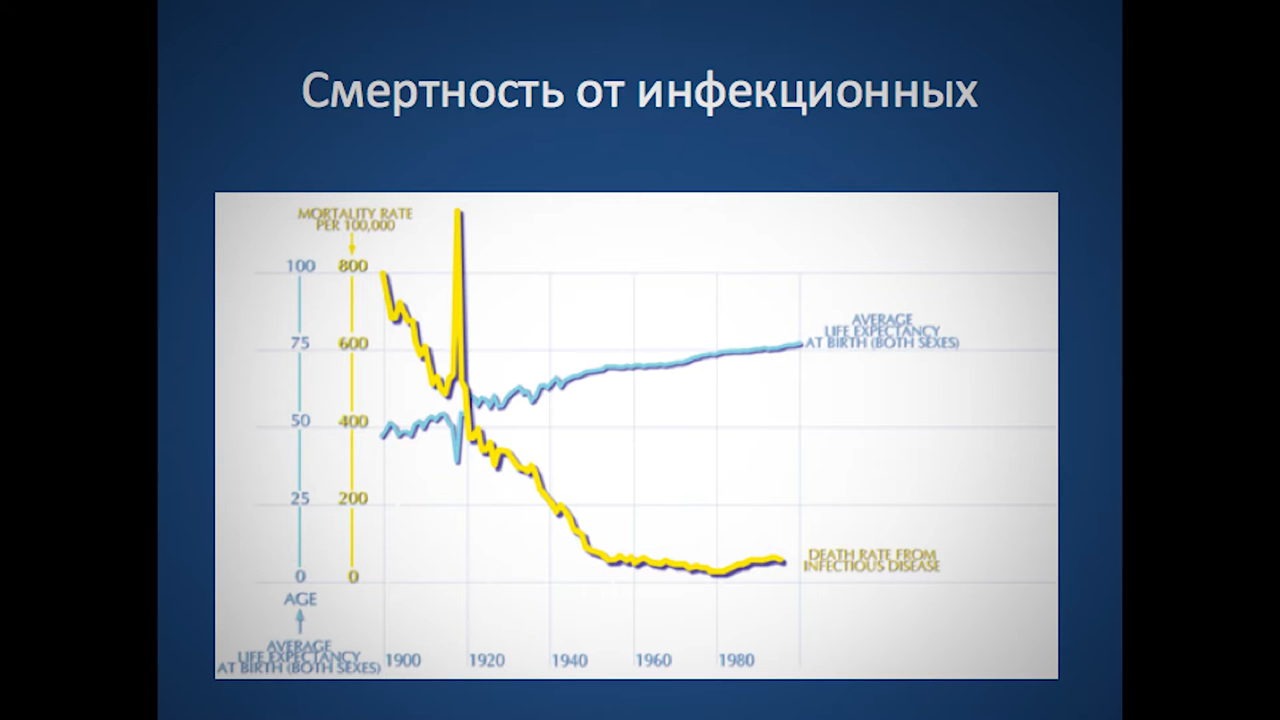 Смертность от инфекционных
MORTALITY RATE
PER 100,000
100 800
75 600
50 400
25 200
0 0
AGE
AVERAGE
LIFE EXPECTANCY
AT BIRTH (BOTH SEXES)
AVERAGE
LIFE EXPECTANCY
AT BIRTH (BOTH SEXES)
DEATH RATE FROM
INFECTIOUS DISEASE
1900 1920 1940 1960 1980